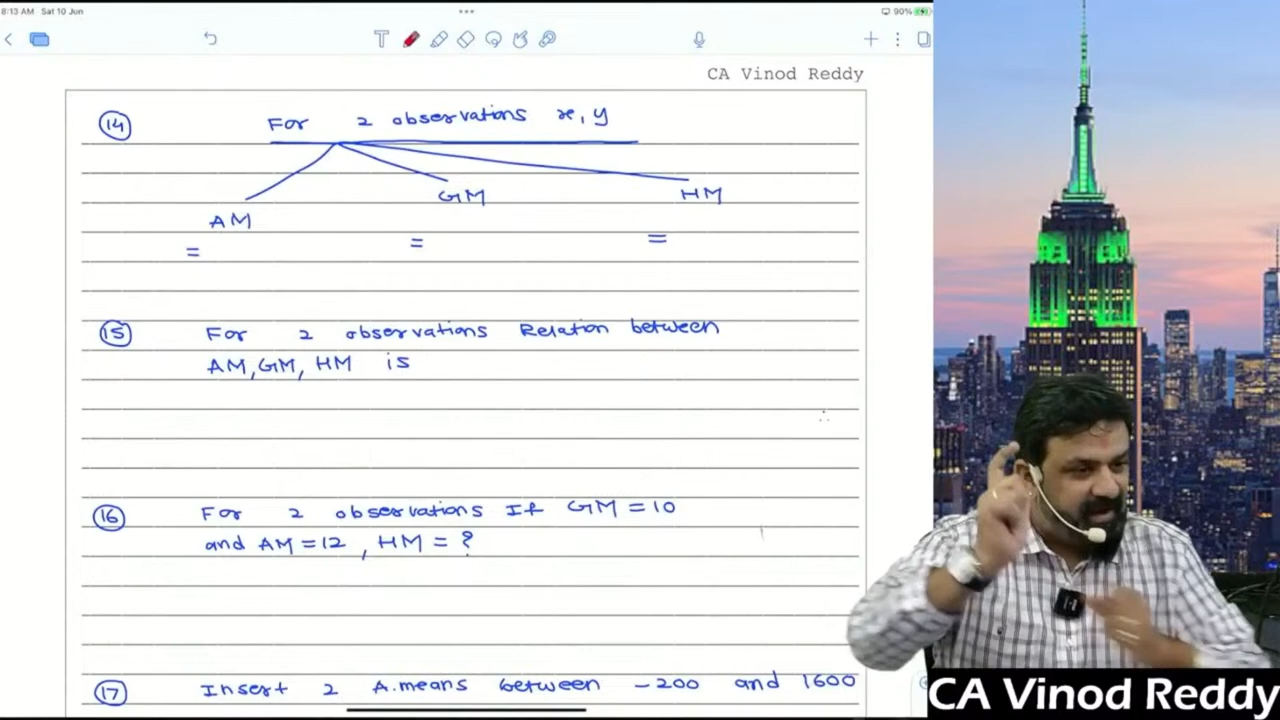 8:13 AM Sat 10 Jun
90%
T
CA Vinod Reddy
14 For 2 observations x, y
AM GM HM
= = =
15 For 2 observations Relation between
AM, GM, HM is
16 For 2 observations If GM = 10
and AM = 12, HM = ?
17 Insert 2 A.means between -200 and 1600
CA Vinod Reddy